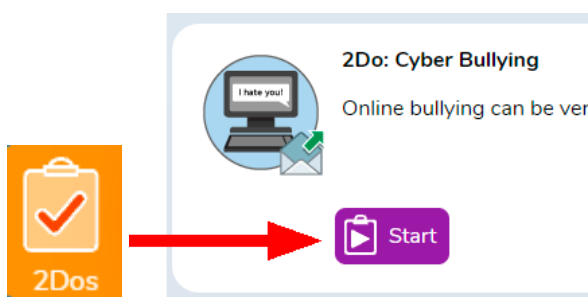 2Do: Cyber Bullying
I hate you!
Online bullying can be ver
Start
2Dos